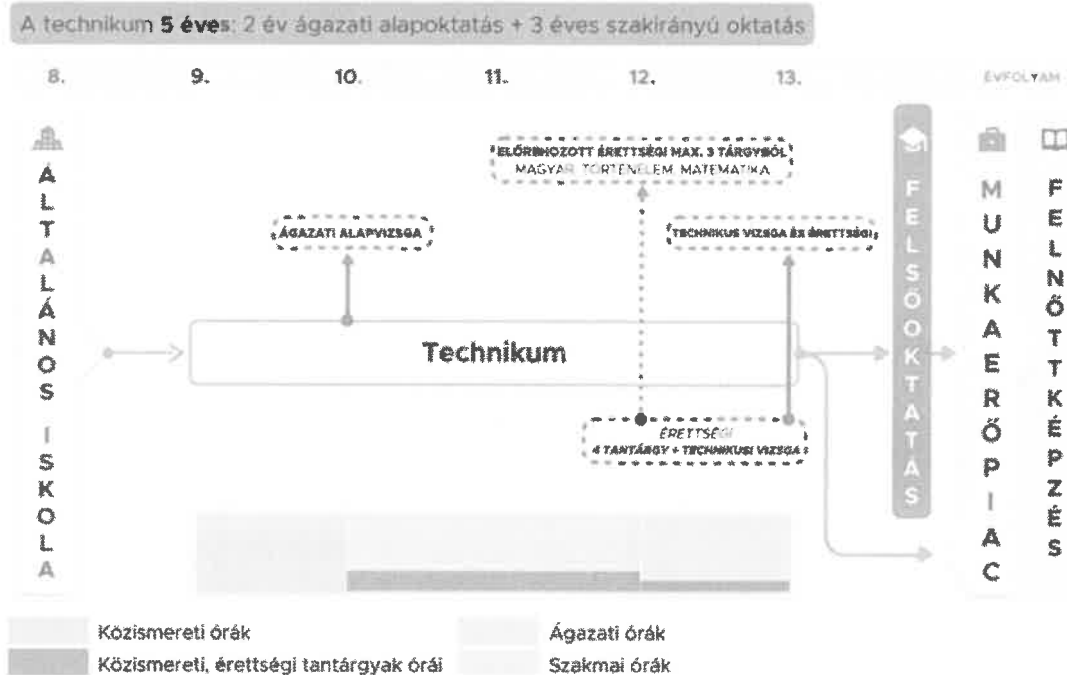 A technikum 5 éves: 2 év ágazati alapoktatás + 3 éves szakirányú oktatás
8. 9. 10. 11. 12. 13. ÉVFOLYAM
ÁLTALÁNOS ISKOLA
ELŐREHOZOTT ÉRETTSÉGI MAX. 3 TÁRGYBÓL
MAGYAR, TÖRTÉNELEM, MATEMATIKA
ÁGAZATI ALAPVIZSGA
TECHNIKUS VIZSGA ÉS ÉRETTSÉGI
Technikum
ÉRETTSÉGI
4 TANTÁRGY + TECHNIKUSI VIZSGA
FELSŐOKTATÁS
MUNKAERŐPIAC
FELNŐTTKÉPZÉS
Közismereti órák
Ágazati órák
Közismereti, érettségi tantárgyak órái
Szakmai órák